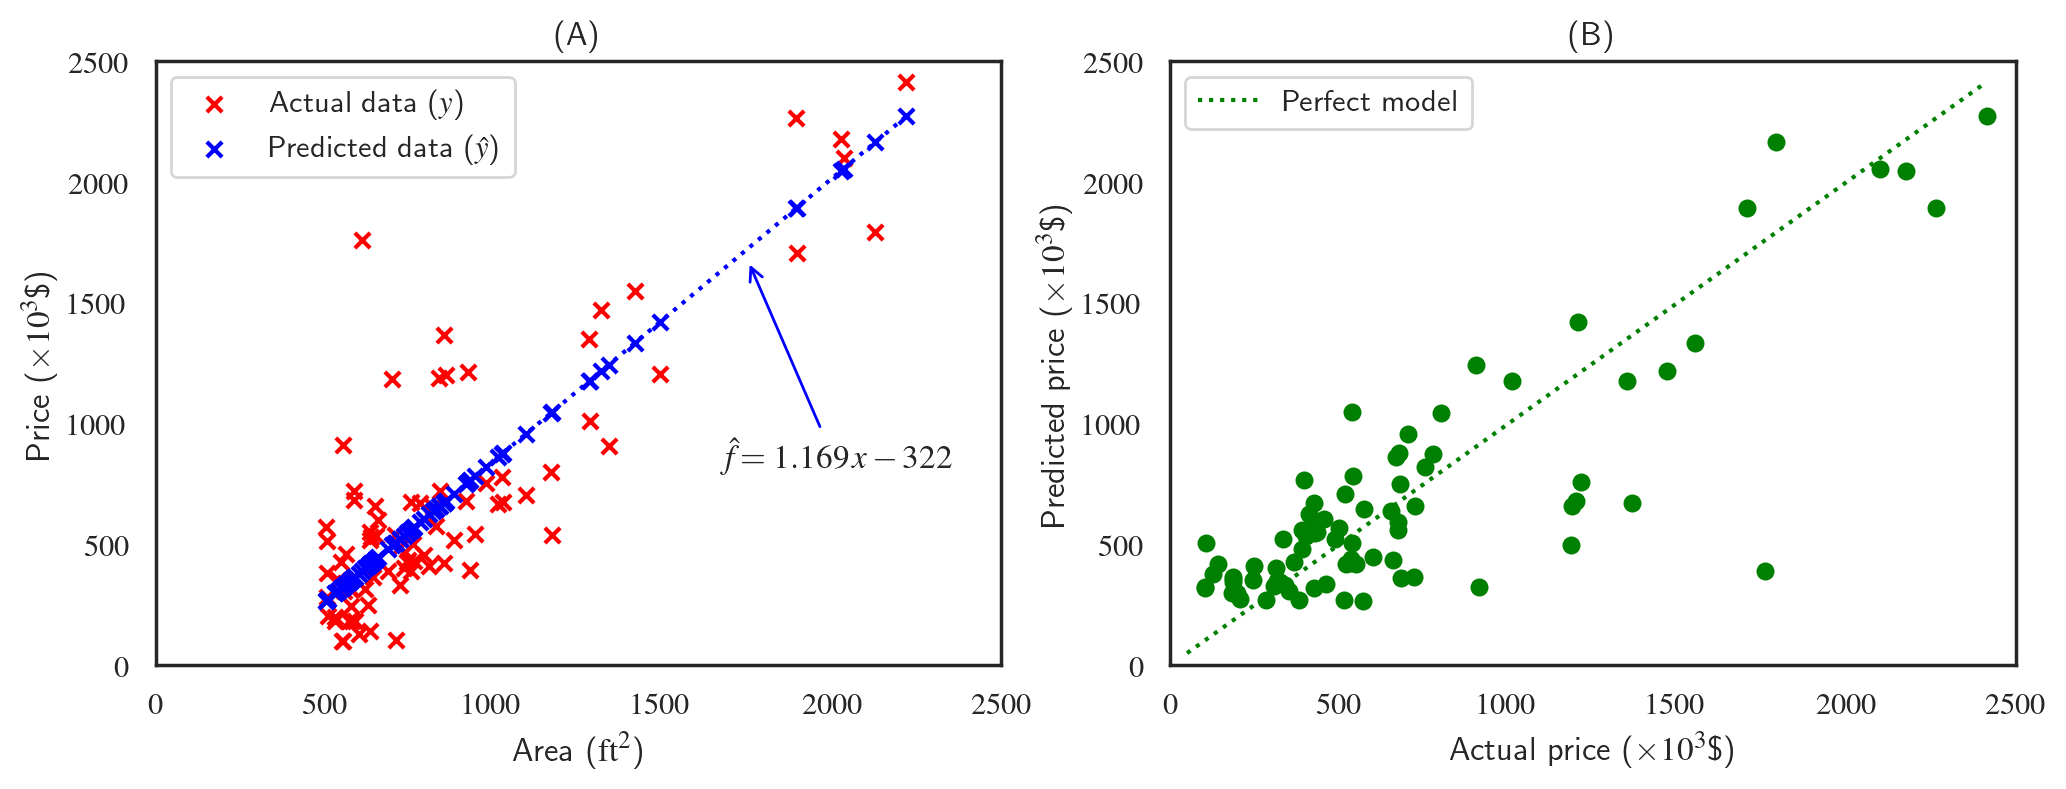 (A)
2500
2000
1500
1000
500
0
Price (×10³$)
Actual data (y)
Predicted data (ŷ)
f̂ = 1.169x − 322
0 500 1000 1500 2000 2500
Area (ft²)
(B)
2500
2000
1500
1000
500
0
Predicted price (×10³$)
Perfect model
0 500 1000 1500 2000 2500
Actual price (×10³$)